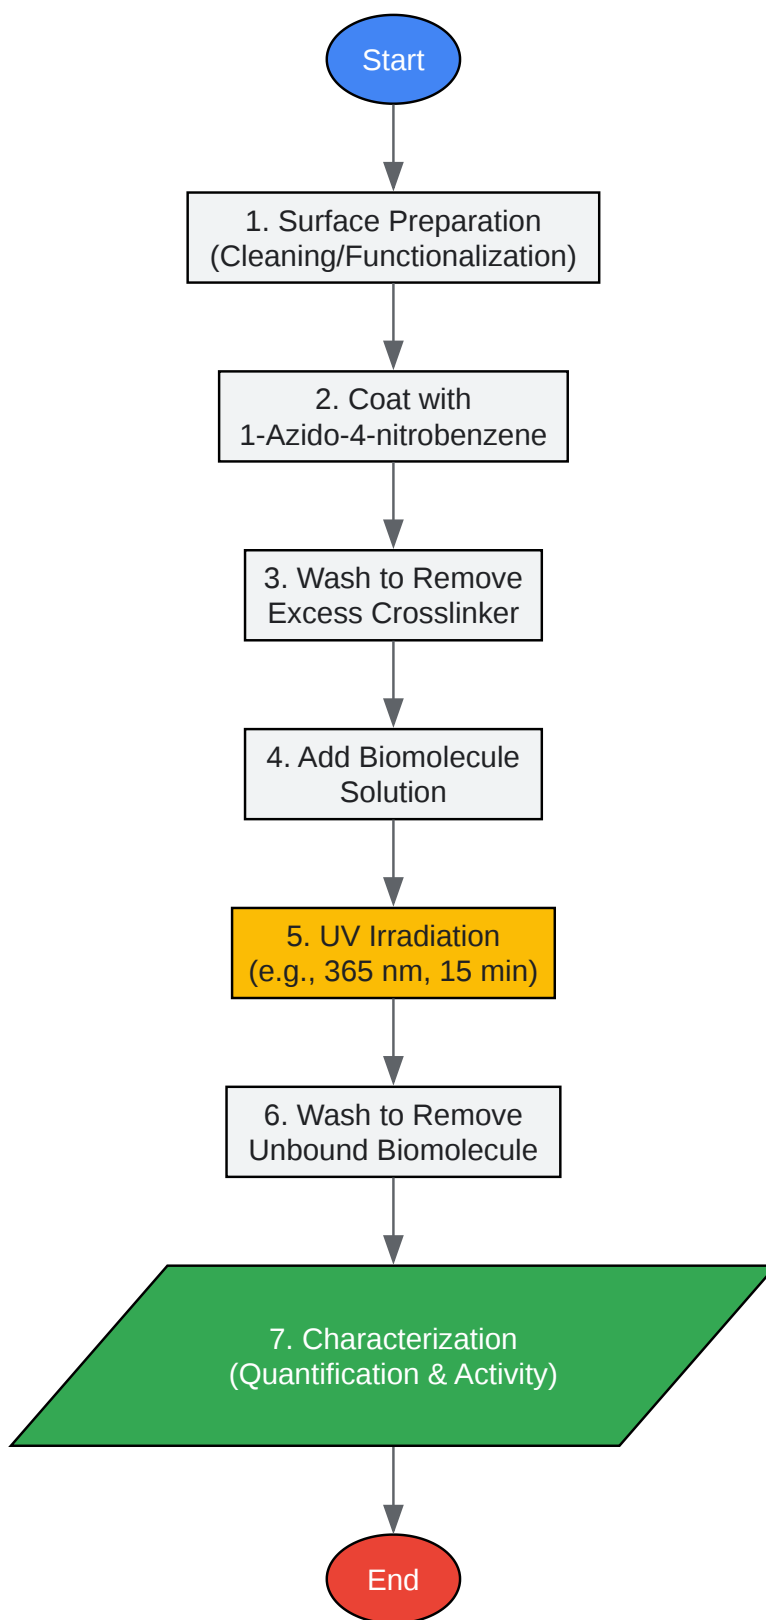 Start
1. Surface Preparation
(Cleaning/Functionalization)
2. Coat with
1-Azido-4-nitrobenzene
3. Wash to Remove
Excess Crosslinker
4. Add Biomolecule
Solution
5. UV Irradiation
(e.g., 365 nm, 15 min)
6. Wash to Remove
Unbound Biomolecule
7. Characterization
(Quantification & Activity)
End